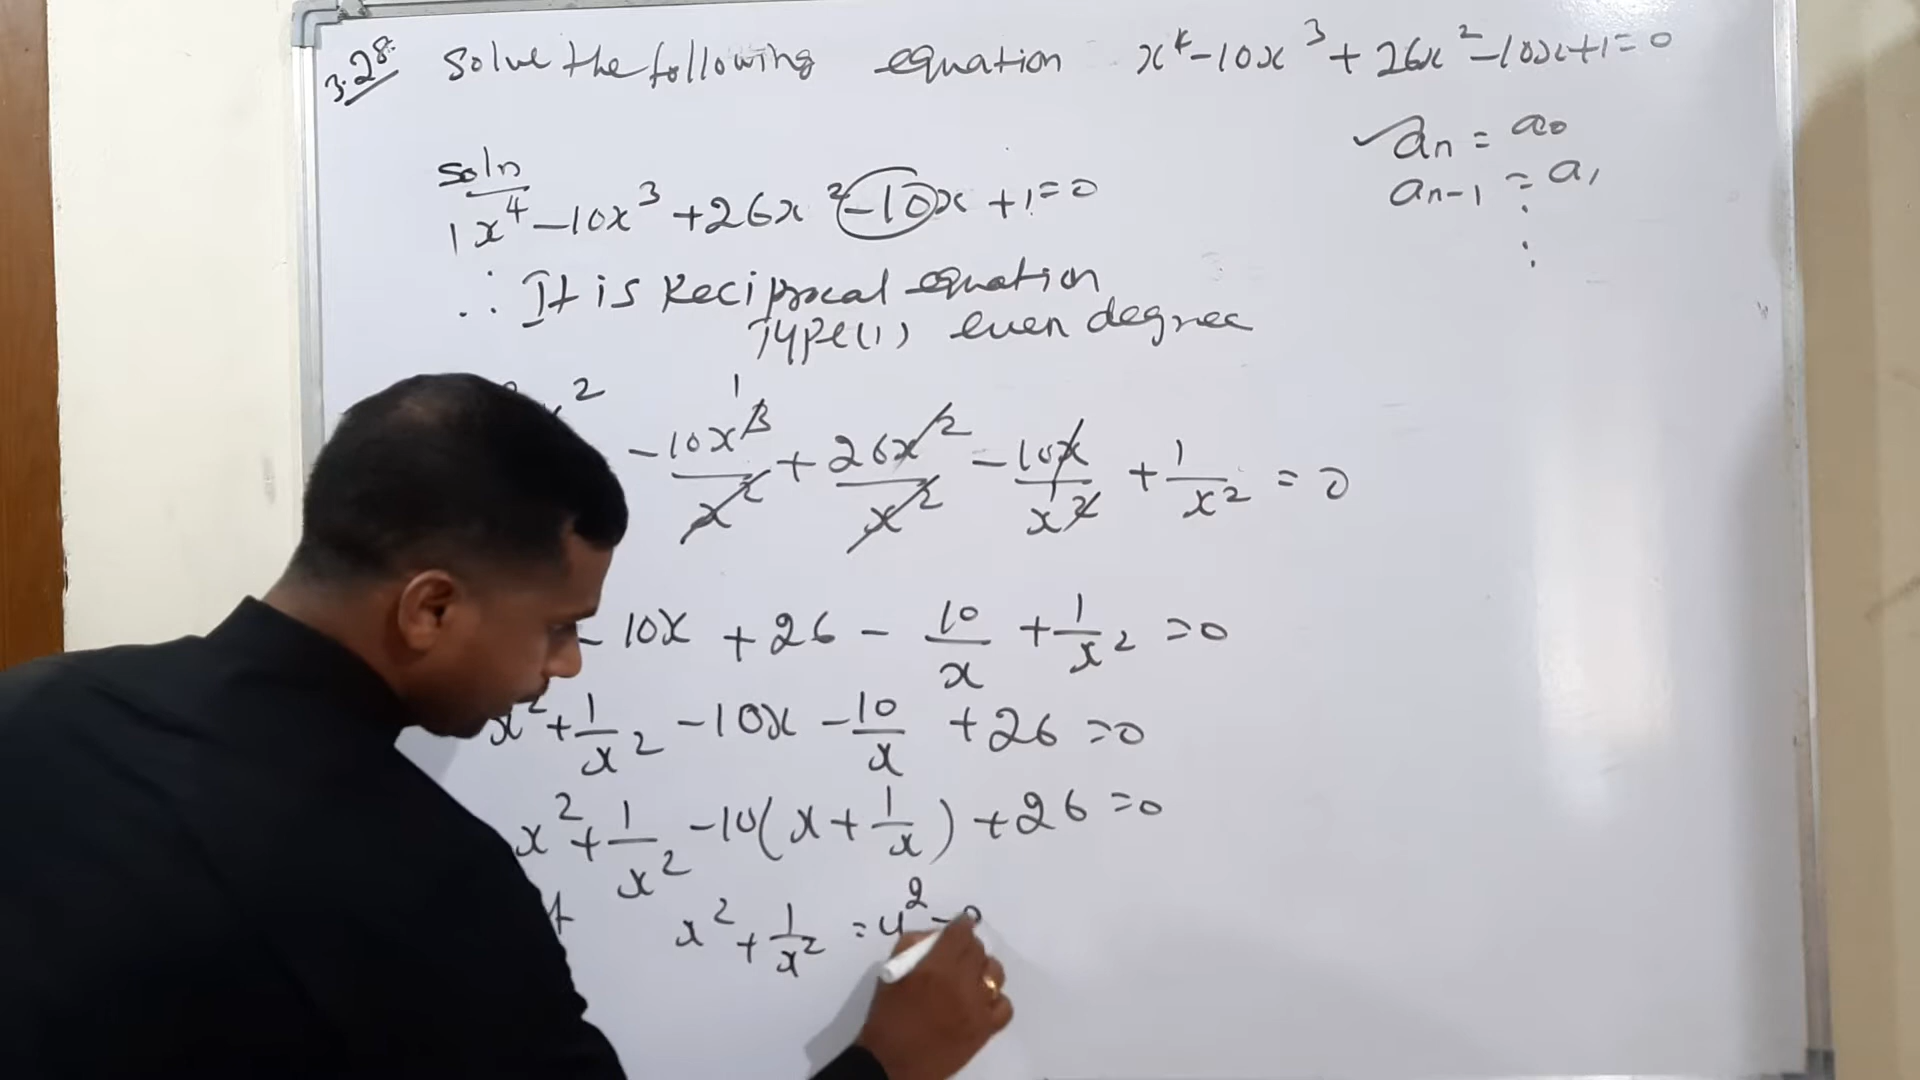 3.28. Solve the following equation x⁴-10x³+26x²-10x+1=0
aₙ = a₀
aₙ₋₁ = a₁
Soln
1x⁴-10x³+26x²-10x+1=0
∴ It is Reciprocal equation
Type(1) even degree
-10x³/x² + 26x²/x² - 10x/x² + 1/x² = 0
- 10x + 26 - 10/x + 1/x² = 0
x² + 1/x² - 10x - 10/x + 26 = 0
x² + 1/x² - 10(x + 1/x) + 26 = 0
x² + 1/x² = y² -